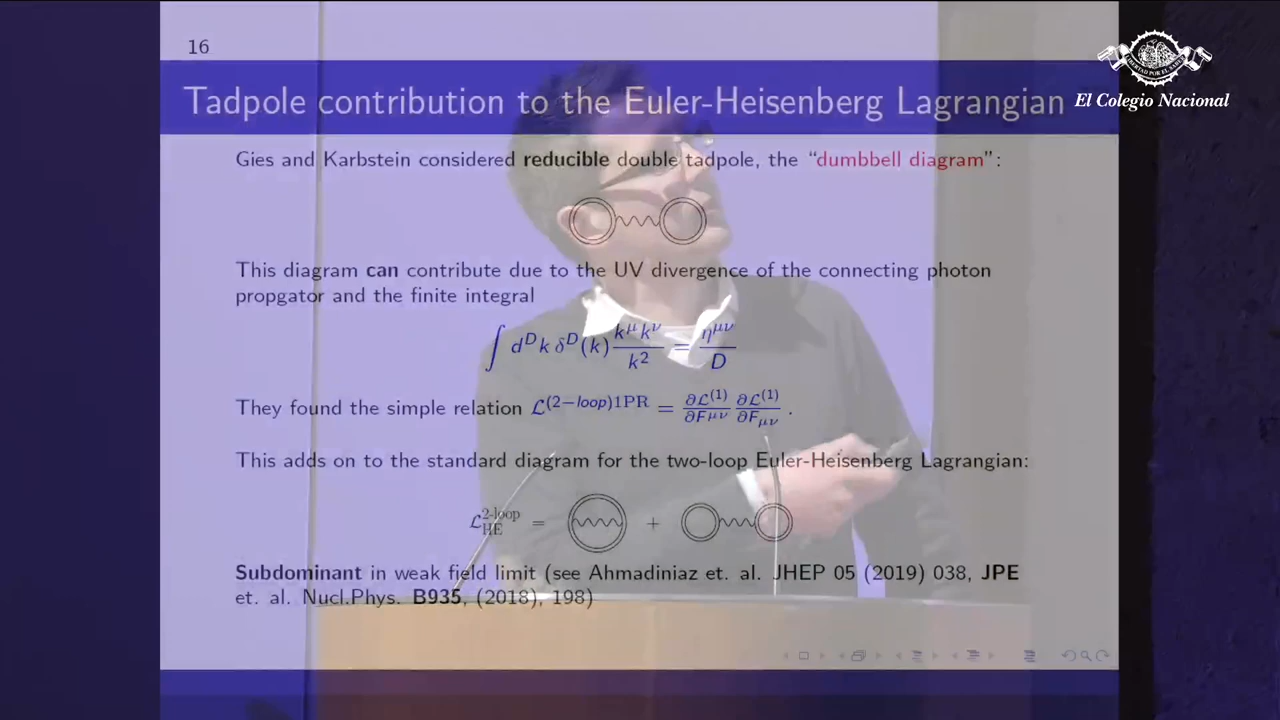 16
Tadpole contribution to the Euler-Heisenberg Lagrangian
El Colegio Nacional
Gies and Karbstein considered reducible double tadpole, the “dumbbell diagram”:
This diagram can contribute due to the UV divergence of the connecting photon
propgator and the finite integral
∫ d^D k δ^D(k) k^μ k^ν / k^2 = η^μν / D
They found the simple relation ℒ^(2−loop)1PR = ∂ℒ^(1)/∂F^μν ∂ℒ^(1)/∂F_μν .
This adds on to the standard diagram for the two-loop Euler-Heisenberg Lagrangian:
ℒ_HE^2-loop = +
Subdominant in weak field limit (see Ahmadiniaz et. al. JHEP 05 (2019) 038, JPE
et. al. Nucl.Phys. B935, (2018), 198)